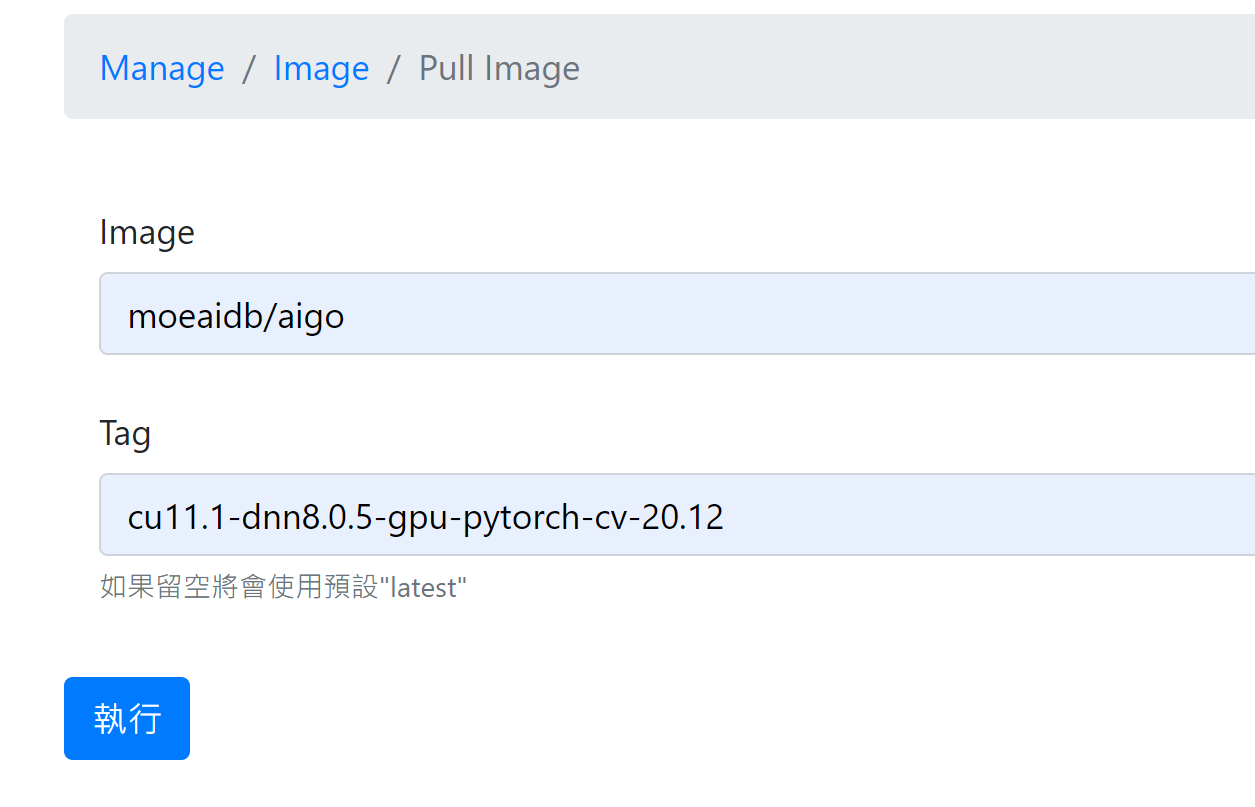 Manage / Image / Pull Image
Image
moeaidb/aigo
Tag
cu11.1-dnn8.0.5-gpu-pytorch-cv-20.12
如果留空將會使用預設"latest"
執行